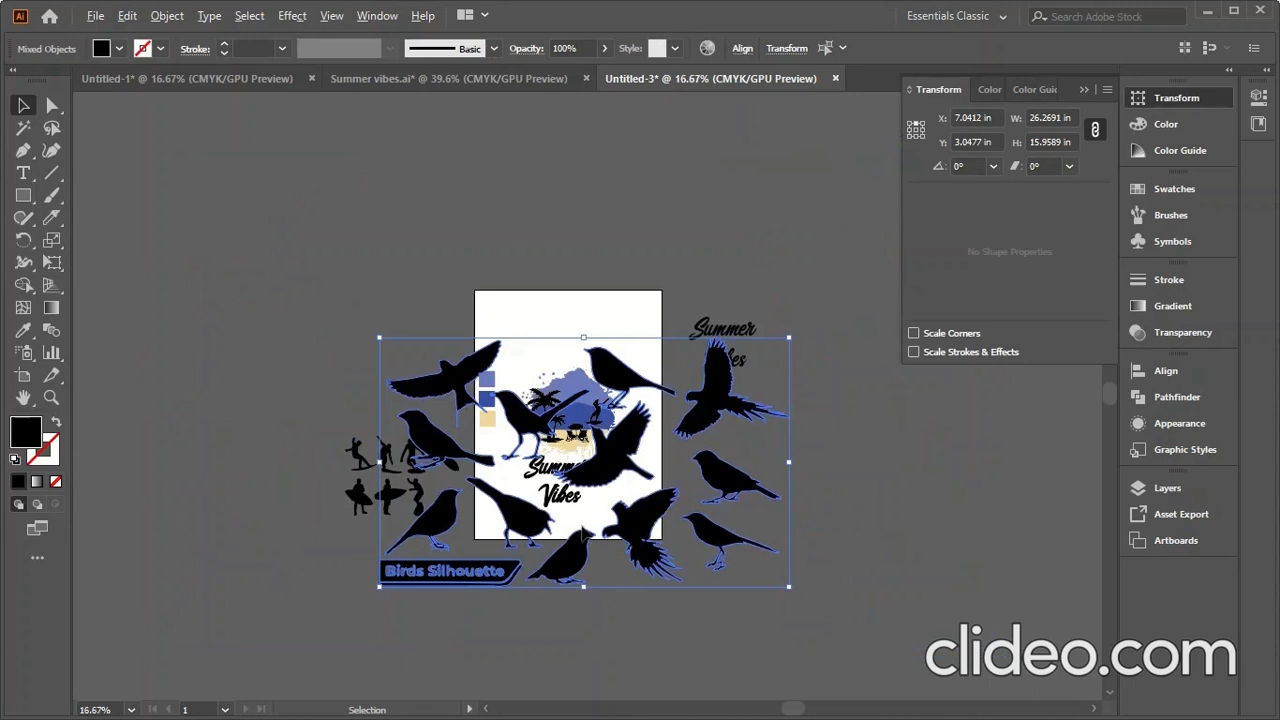 Ai File Edit Object Type Select Effect View Window Help Essentials Classic Search Adobe Stock
Mixed Objects Stroke: Basic Opacity: 100% Style: Align Transform
Untitled-1* @ 16.67% (CMYK/GPU Preview) × Summer vibes.ai* @ 39.6% (CMYK/GPU Preview) × Untitled-3* @ 16.67% (CMYK/GPU Preview) ×
Transform Color Color Guid
X: 7.0412 in W: 26.2691 in
Y: 3.0477 in H: 15.9589 in
0° 0°
No Shape Properties
Scale Corners
Scale Strokes & Effects
Transform
Color
Color Guide
Swatches
Brushes
Symbols
Stroke
Gradient
Transparency
Align
Pathfinder
Appearance
Graphic Styles
Layers
Asset Export
Artboards
Summer
Vibes
Birds Silhouette
clideo.com
16.67% 1 Selection